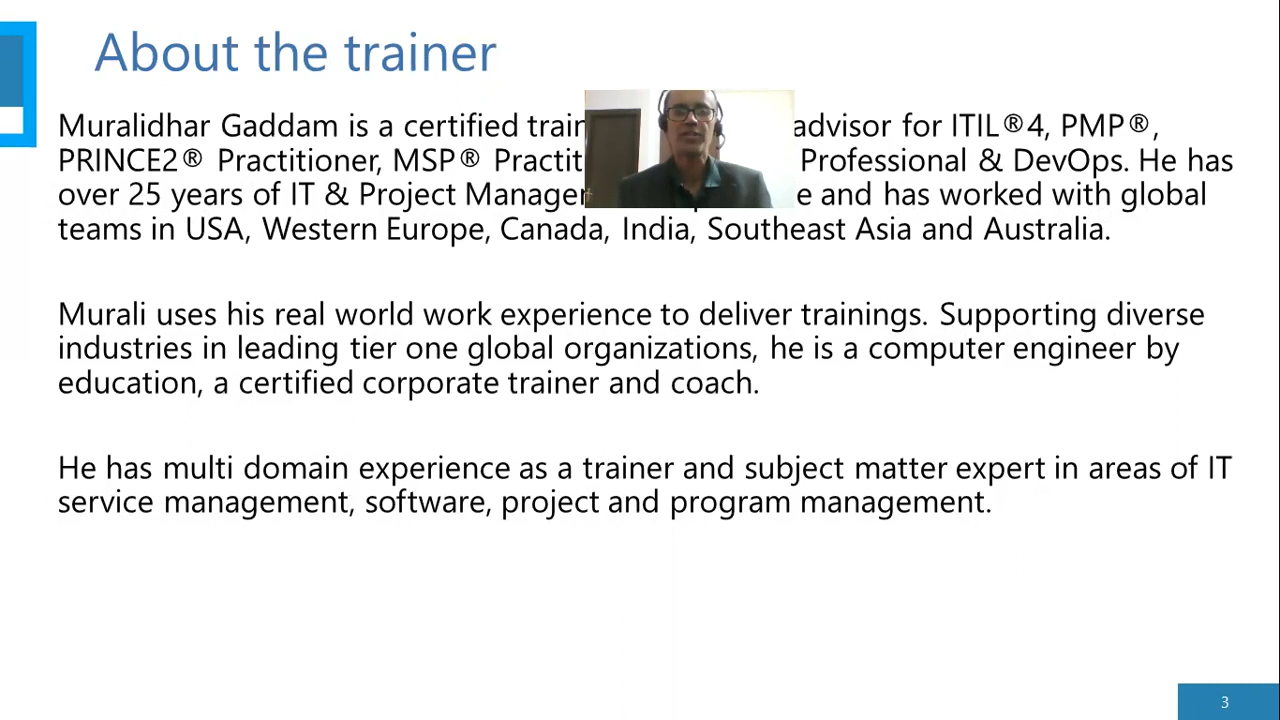 About the trainer
Muralidhar Gaddam is a certified advisor for ITIL®4, PMP®,
PRINCE2® Practitioner, MSP® Professional & DevOps. He has
over 25 years of IT & Project and has worked with global
teams in USA, Western Europe, Canada, India, Southeast Asia and Australia.
Murali uses his real world work experience to deliver trainings. Supporting diverse
industries in leading tier one global organizations, he is a computer engineer by
education, a certified corporate trainer and coach.
He has multi domain experience as a trainer and subject matter expert in areas of IT
service management, software, project and program management.
3